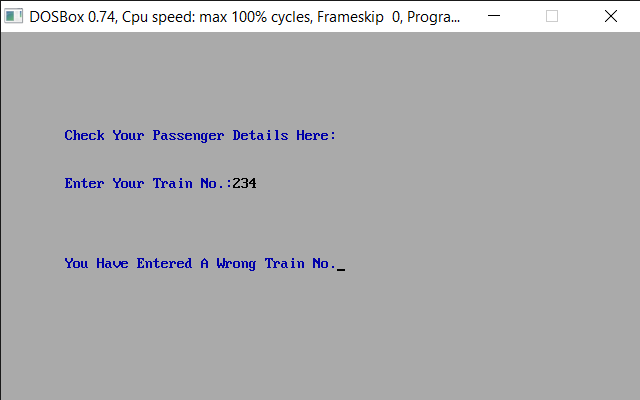 DOSBox 0.74, Cpu speed: max 100% cycles, Frameskip  0, Progra...
Check Your Passenger Details Here:
Enter Your Train No.:234
You Have Entered A Wrong Train No._